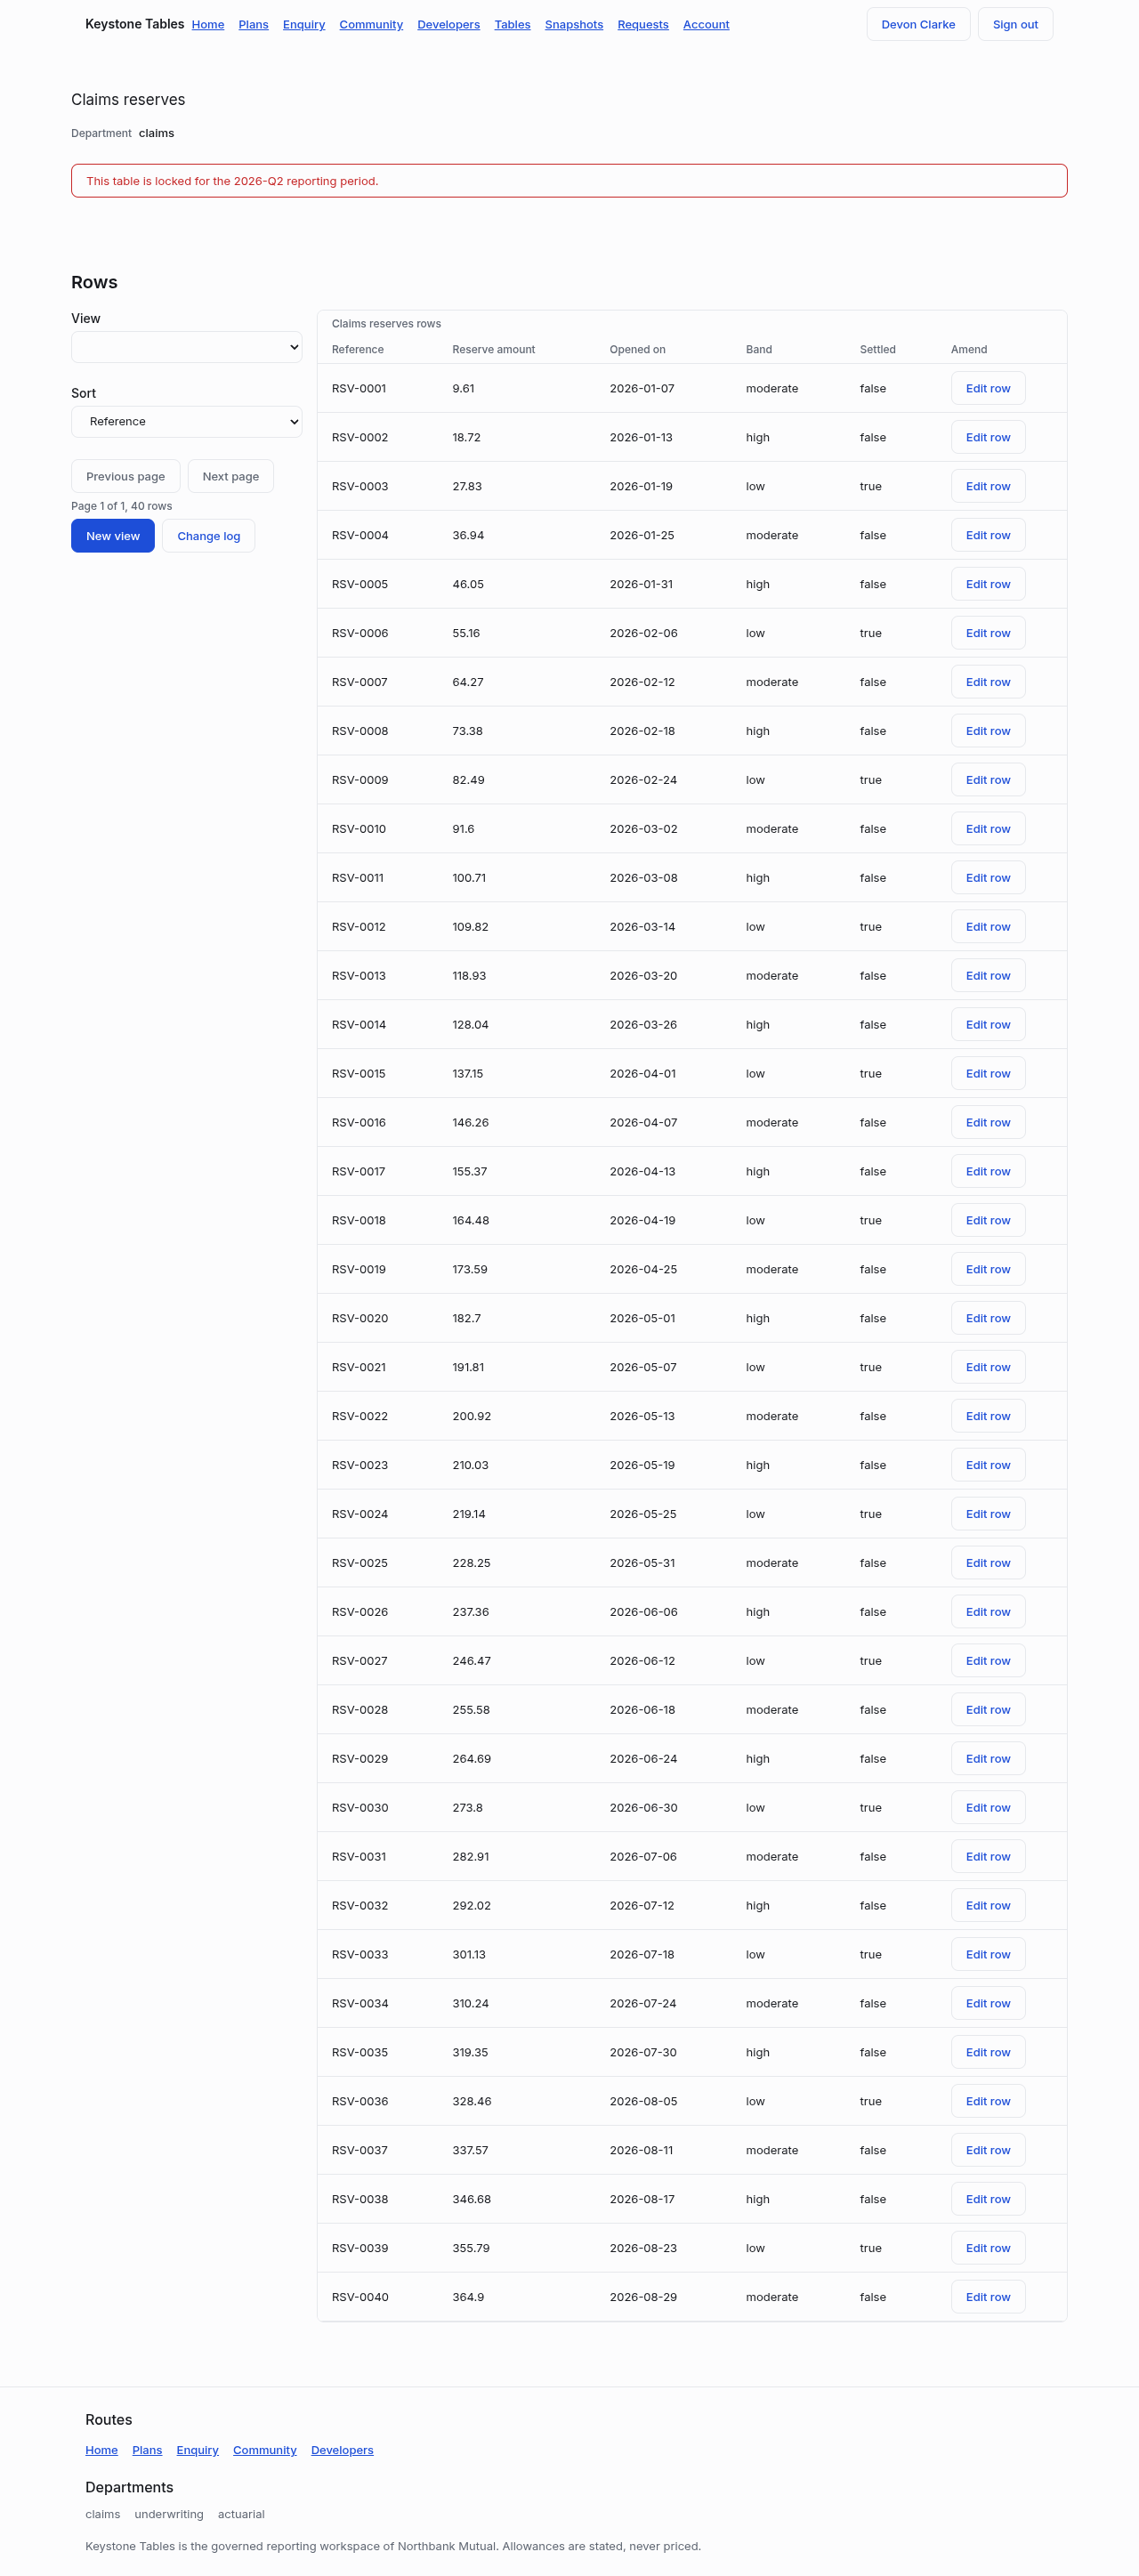 Keystone Tables Home Plans Enquiry Community Developers Tables Snapshots Requests Account Devon Clarke Sign out
Claims reserves
Department claims
This table is locked for the 2026-Q2 reporting period.
Rows
View
Sort
Reference
Previous page Next page
Page 1 of 1, 40 rows
New view Change log
Claims reserves rows
Reference Reserve amount Opened on Band Settled Amend
RSV-0001 9.61 2026-01-07 moderate false Edit row
RSV-0002 18.72 2026-01-13 high false Edit row
RSV-0003 27.83 2026-01-19 low true Edit row
RSV-0004 36.94 2026-01-25 moderate false Edit row
RSV-0005 46.05 2026-01-31 high false Edit row
RSV-0006 55.16 2026-02-06 low true Edit row
RSV-0007 64.27 2026-02-12 moderate false Edit row
RSV-0008 73.38 2026-02-18 high false Edit row
RSV-0009 82.49 2026-02-24 low true Edit row
RSV-0010 91.6 2026-03-02 moderate false Edit row
RSV-0011 100.71 2026-03-08 high false Edit row
RSV-0012 109.82 2026-03-14 low true Edit row
RSV-0013 118.93 2026-03-20 moderate false Edit row
RSV-0014 128.04 2026-03-26 high false Edit row
RSV-0015 137.15 2026-04-01 low true Edit row
RSV-0016 146.26 2026-04-07 moderate false Edit row
RSV-0017 155.37 2026-04-13 high false Edit row
RSV-0018 164.48 2026-04-19 low true Edit row
RSV-0019 173.59 2026-04-25 moderate false Edit row
RSV-0020 182.7 2026-05-01 high false Edit row
RSV-0021 191.81 2026-05-07 low true Edit row
RSV-0022 200.92 2026-05-13 moderate false Edit row
RSV-0023 210.03 2026-05-19 high false Edit row
RSV-0024 219.14 2026-05-25 low true Edit row
RSV-0025 228.25 2026-05-31 moderate false Edit row
RSV-0026 237.36 2026-06-06 high false Edit row
RSV-0027 246.47 2026-06-12 low true Edit row
RSV-0028 255.58 2026-06-18 moderate false Edit row
RSV-0029 264.69 2026-06-24 high false Edit row
RSV-0030 273.8 2026-06-30 low true Edit row
RSV-0031 282.91 2026-07-06 moderate false Edit row
RSV-0032 292.02 2026-07-12 high false Edit row
RSV-0033 301.13 2026-07-18 low true Edit row
RSV-0034 310.24 2026-07-24 moderate false Edit row
RSV-0035 319.35 2026-07-30 high false Edit row
RSV-0036 328.46 2026-08-05 low true Edit row
RSV-0037 337.57 2026-08-11 moderate false Edit row
RSV-0038 346.68 2026-08-17 high false Edit row
RSV-0039 355.79 2026-08-23 low true Edit row
RSV-0040 364.9 2026-08-29 moderate false Edit row
Routes
Home Plans Enquiry Community Developers
Departments
claims underwriting actuarial
Keystone Tables is the governed reporting workspace of Northbank Mutual. Allowances are stated, never priced.